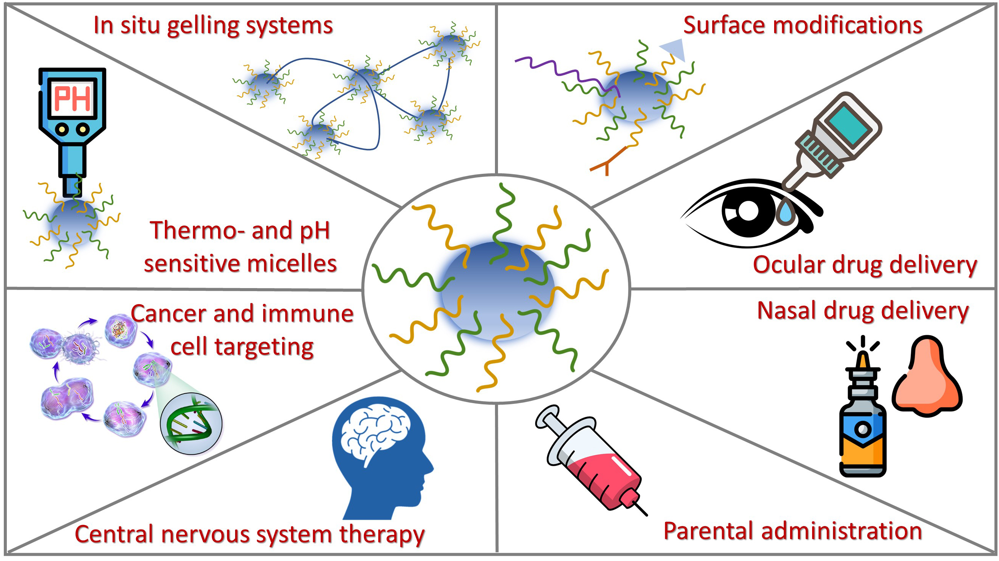 In situ gelling systems
Surface modifications
PH
Thermo- and pH
sensitive micelles
Ocular drug delivery
Cancer and immune
cell targeting
Nasal drug delivery
Central nervous system therapy
Parental administration